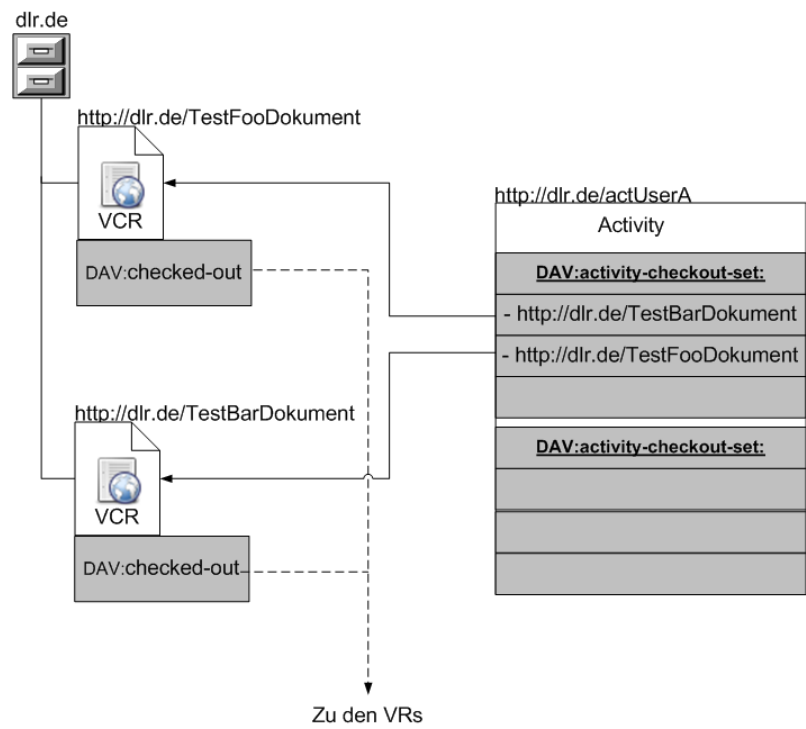 dlr.de
http://dlr.de/TestFooDokument
VCR
DAV:checked-out
http://dlr.de/TestBarDokument
VCR
DAV:checked-out
http://dlr.de/actUserA
Activity
DAV:activity-checkout-set:
- http://dlr.de/TestBarDokument
- http://dlr.de/TestFooDokument
DAV:activity-checkout-set:
Zu den VRs